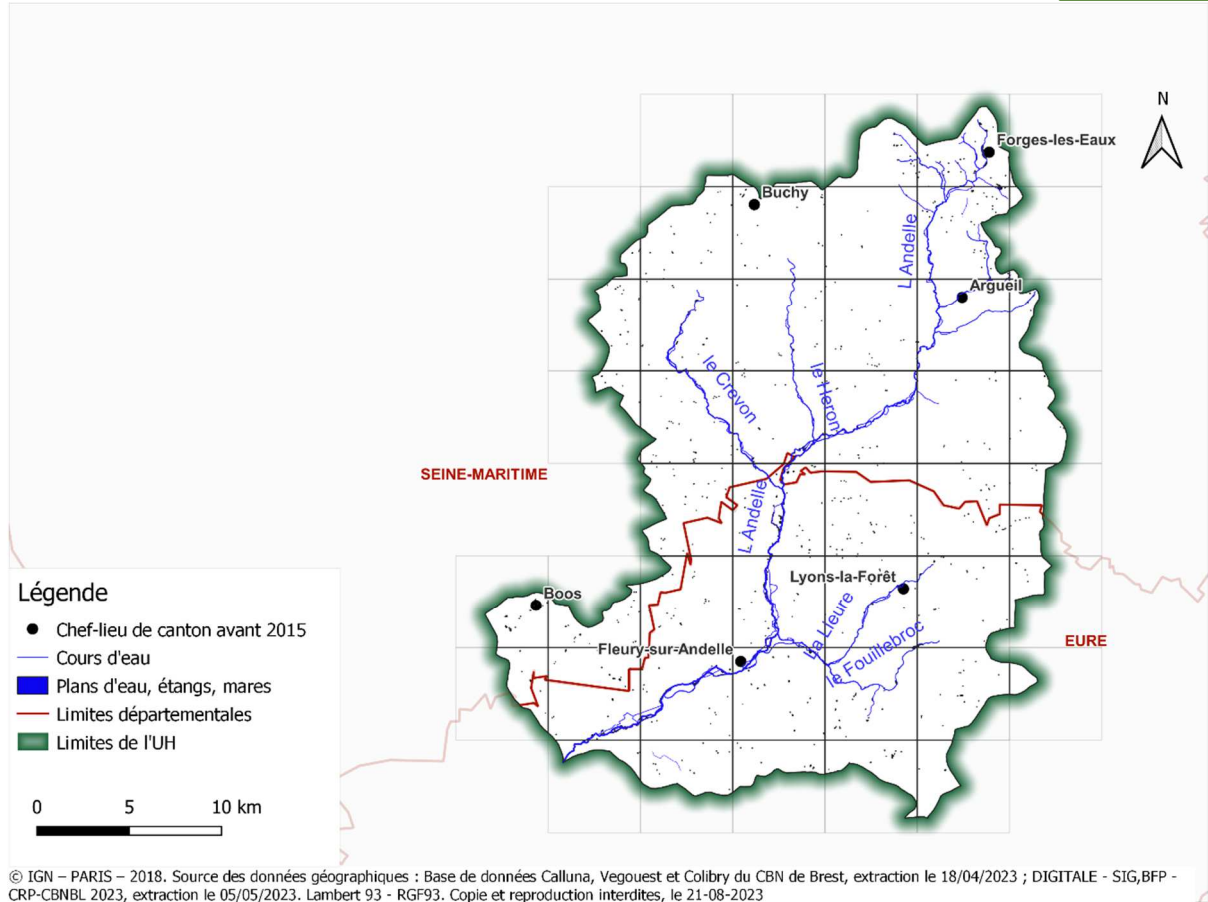 N
Forges-les-Eaux
Buchy
L Andelle
Argueil
le Crevon
le Heron
SEINE-MARITIME
L Andelle
Lyons-la-Forêt
Boos
La Lieure
EURE
Fleury-sur-Andelle
le Fouillebroc
Légende
Chef-lieu de canton avant 2015
Cours d'eau
Plans d'eau, étangs, mares
Limites départementales
Limites de l'UH
0 5 10 km
© IGN – PARIS – 2018. Source des données géographiques : Base de données Calluna, Vegouest et Colibry du CBN de Brest, extraction le 18/04/2023 ; DIGITALE - SIG,BFP -
CRP-CBNBL 2023, extraction le 05/05/2023. Lambert 93 - RGF93. Copie et reproduction interdites, le 21-08-2023